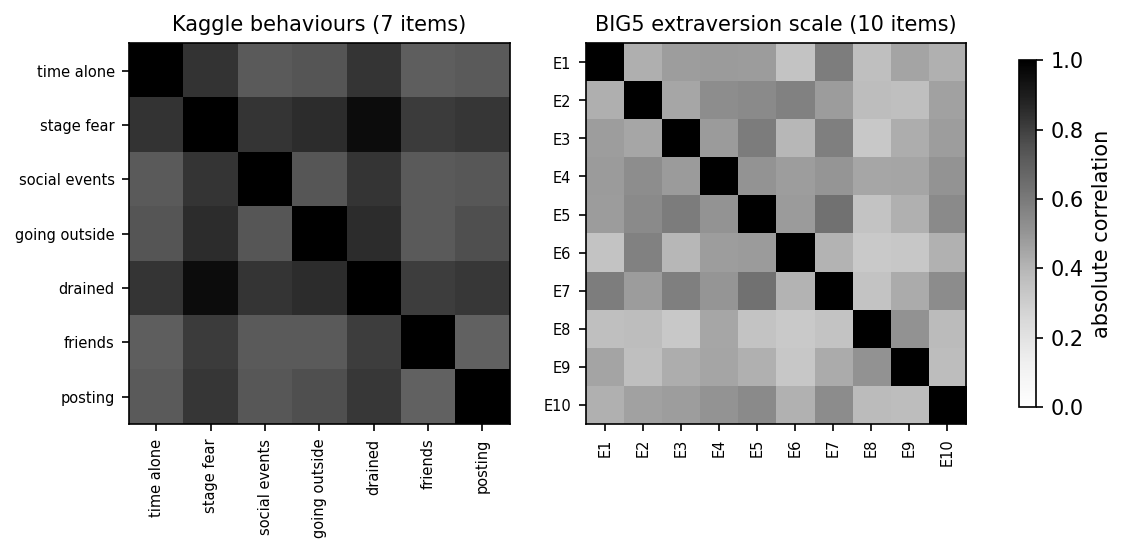 Kaggle behaviours (7 items)
time alone
stage fear
social events
going outside
drained
friends
posting
time alone
stage fear
social events
going outside
drained
friends
posting
BIG5 extraversion scale (10 items)
E1
E2
E3
E4
E5
E6
E7
E8
E9
E10
E1
E2
E3
E4
E5
E6
E7
E8
E9
E10
1.0
0.8
0.6
0.4
0.2
0.0
absolute correlation